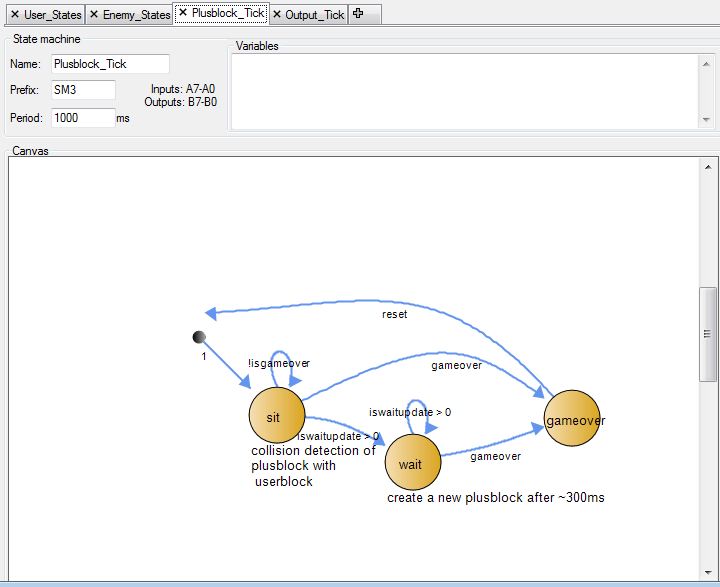 User_States Enemy_States Plusblock_Tick Output_Tick
State machine
Name: Plusblock_Tick
Prefix: SM3
Inputs: A7-A0
Outputs: B7-B0
Period: 1000 ms
Variables
Canvas
reset
1
!isgameover
gameover
sit
iswaitupdate > 0
gameover
iswaitupdate > 0
collision detection of
plusblock with
userblock
wait
gameover
create a new plusblock after ~300ms